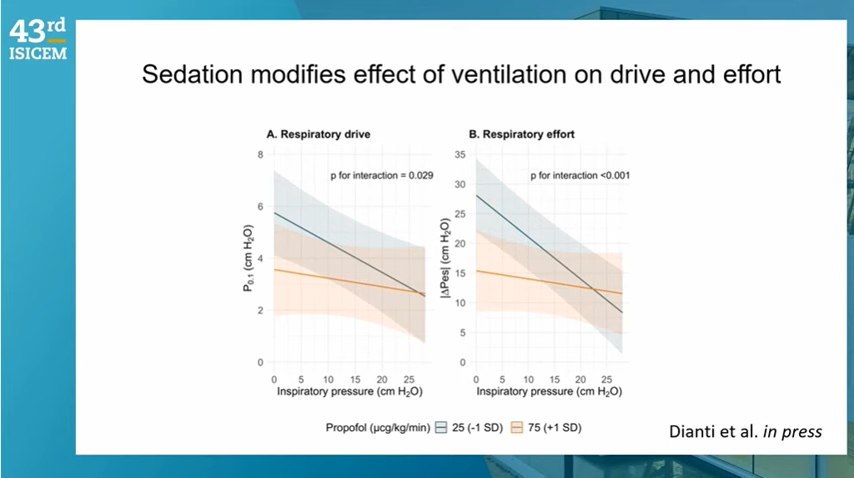 43rd
ISICEM
Sedation modifies effect of ventilation on drive and effort
A. Respiratory drive
p for interaction = 0.029
8
6
4
2
0
P0.1 (cm H2O)
0 5 10 15 20 25
Inspiratory pressure (cm H2O)
B. Respiratory effort
p for interaction <0.001
35
30
25
20
15
10
5
0
|ΔPes| (cm H2O)
0 5 10 15 20 25
Inspiratory pressure (cm H2O)
Propofol (µcg/kg/min) 25 (-1 SD) 75 (+1 SD)
Dianti et al. in press